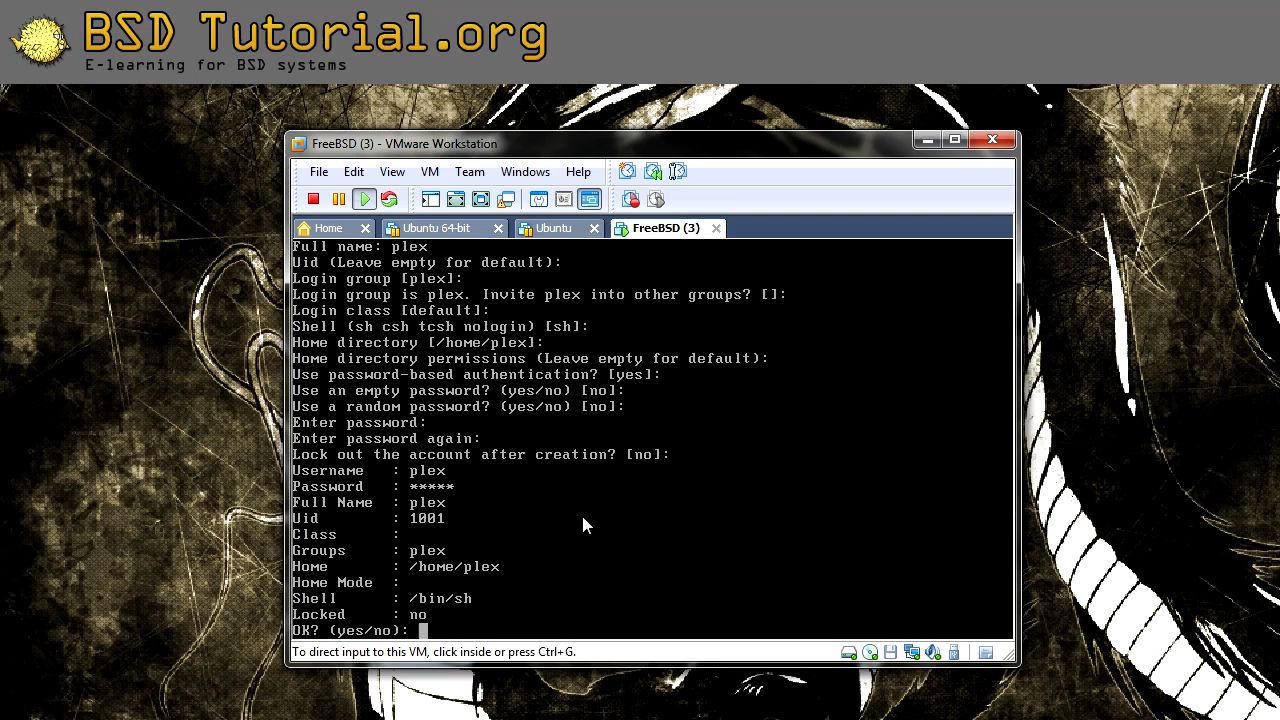 BSD Tutorial.org
E-learning for BSD systems
FreeBSD (3) - VMware Workstation
File Edit View VM Team Windows Help
Home Ubuntu 64-bit Ubuntu FreeBSD (3)
Full name: plex
Uid (Leave empty for default):
Login group [plex]:
Login group is plex. Invite plex into other groups? []:
Login class [default]:
Shell (sh csh tcsh nologin) [sh]:
Home directory [/home/plex]:
Home directory permissions (Leave empty for default):
Use password-based authentication? [yes]:
Use an empty password? (yes/no) [no]:
Use a random password? (yes/no) [no]:
Enter password:
Enter password again:
Lock out the account after creation? [no]:
Username : plex
Password : *****
Full Name : plex
Uid : 1001
Class :
Groups : plex
Home : /home/plex
Home Mode :
Shell : /bin/sh
Locked : no
OK? (yes/no):
To direct input to this VM, click inside or press Ctrl+G.